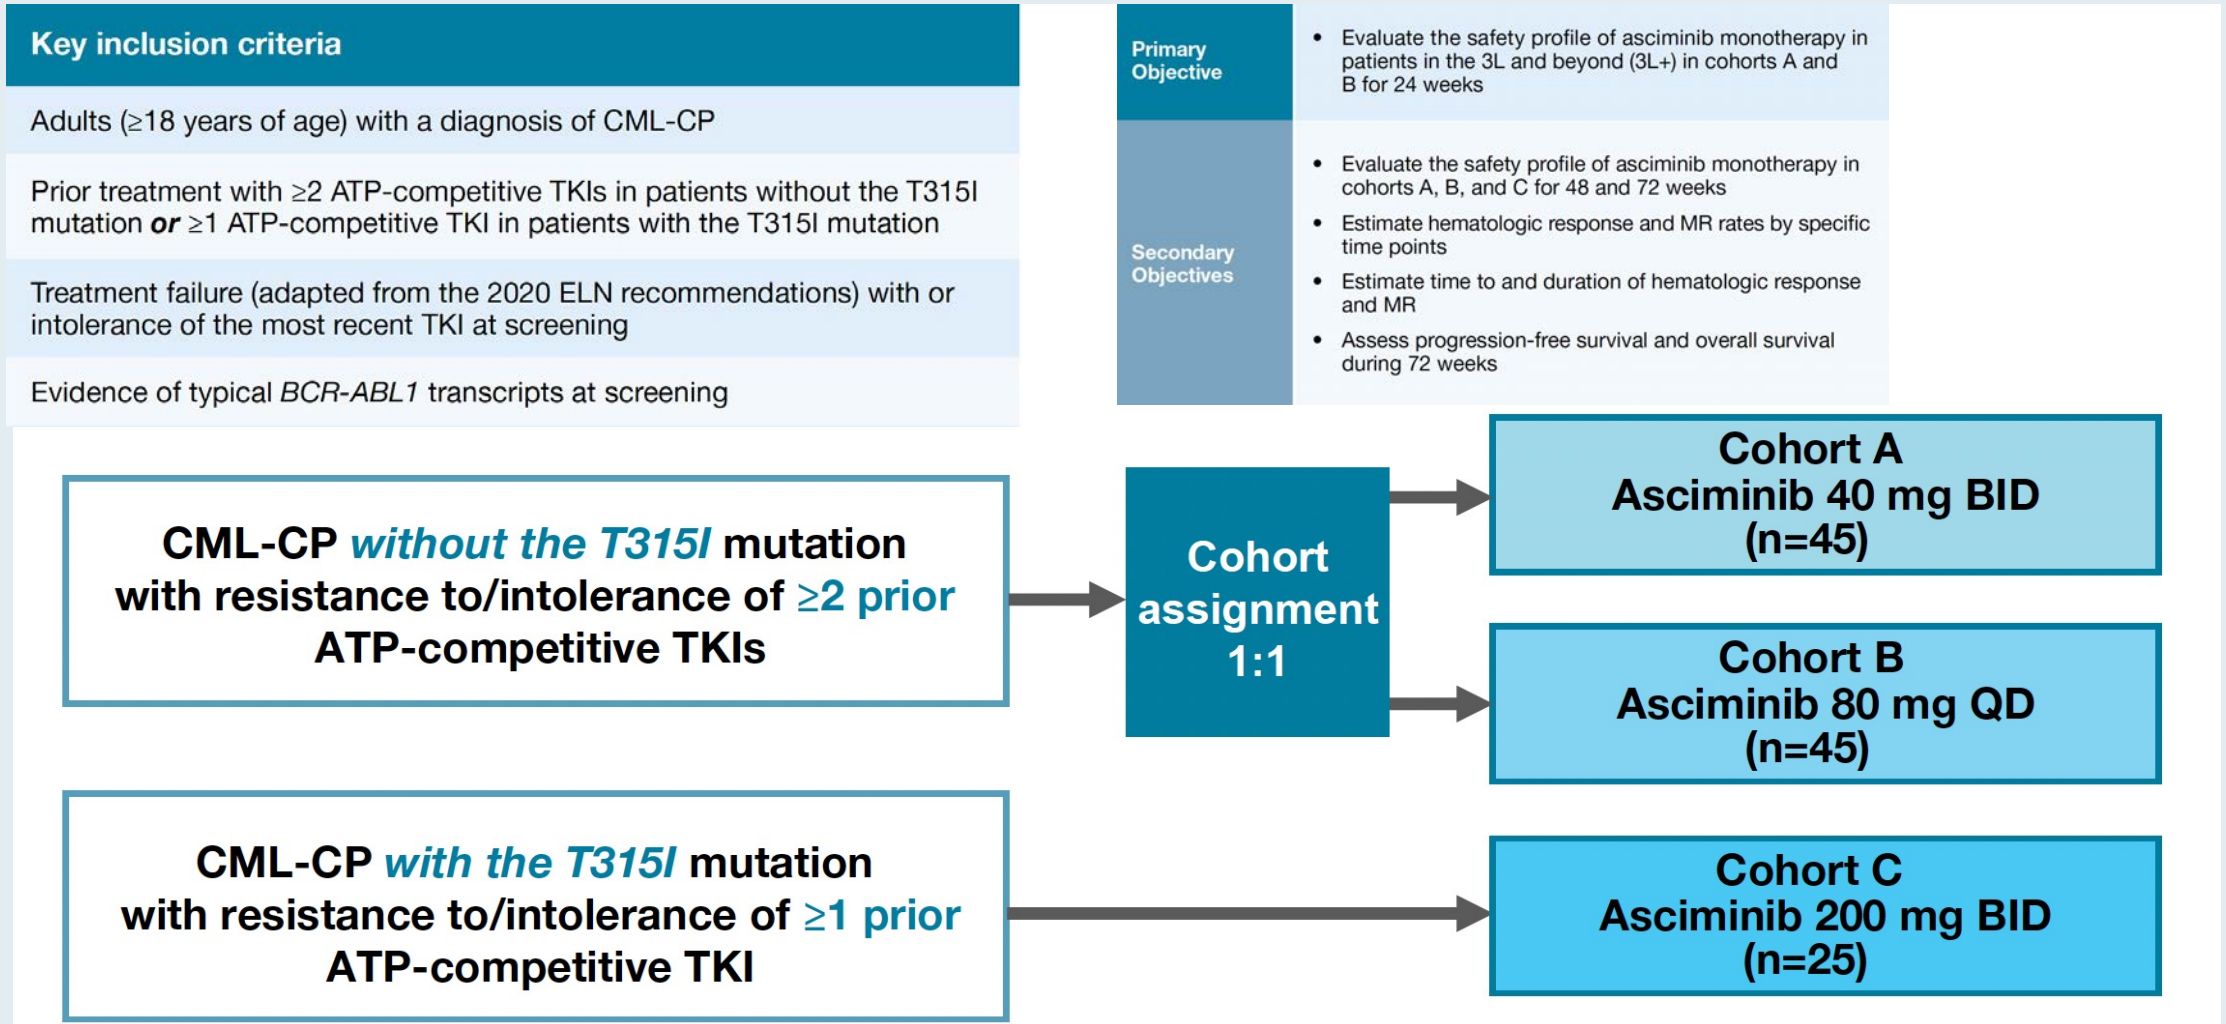 Key inclusion criteria
Adults (≥18 years of age) with a diagnosis of CML-CP
Prior treatment with ≥2 ATP-competitive TKIs in patients without the T315I
mutation or ≥1 ATP-competitive TKI in patients with the T315I mutation
Treatment failure (adapted from the 2020 ELN recommendations) with or
intolerance of the most recent TKI at screening
Evidence of typical BCR-ABL1 transcripts at screening
Primary
Objective
• Evaluate the safety profile of asciminib monotherapy in
patients in the 3L and beyond (3L+) in cohorts A and
B for 24 weeks
Secondary
Objectives
• Evaluate the safety profile of asciminib monotherapy in
cohorts A, B, and C for 48 and 72 weeks
• Estimate hematologic response and MR rates by specific
time points
• Estimate time to and duration of hematologic response
and MR
• Assess progression-free survival and overall survival
during 72 weeks
CML-CP without the T315I mutation
with resistance to/intolerance of ≥2 prior
ATP-competitive TKIs
Cohort
assignment
1:1
Cohort A
Asciminib 40 mg BID
(n=45)
Cohort B
Asciminib 80 mg QD
(n=45)
CML-CP with the T315I mutation
with resistance to/intolerance of ≥1 prior
ATP-competitive TKI
Cohort C
Asciminib 200 mg BID
(n=25)